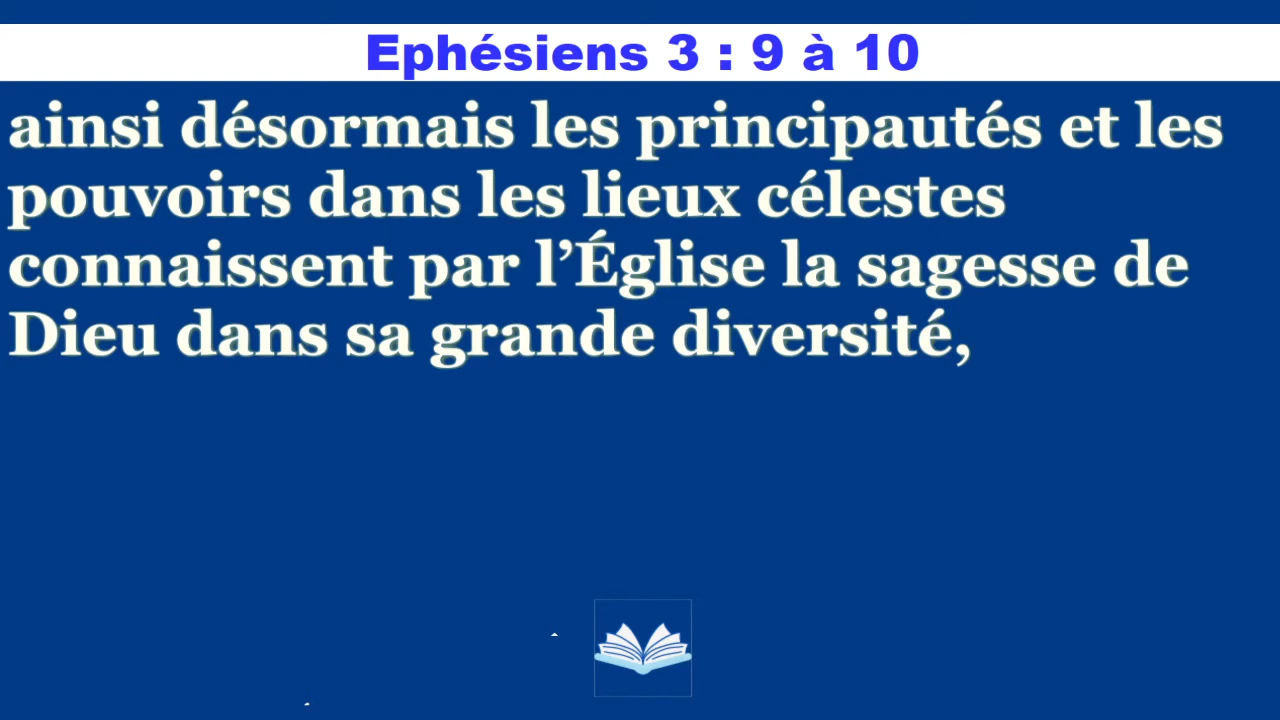 Ephésiens 3 : 9 à 10
ainsi désormais les principautés et les
pouvoirs dans les lieux célestes
connaissent par l’Église la sagesse de
Dieu dans sa grande diversité,